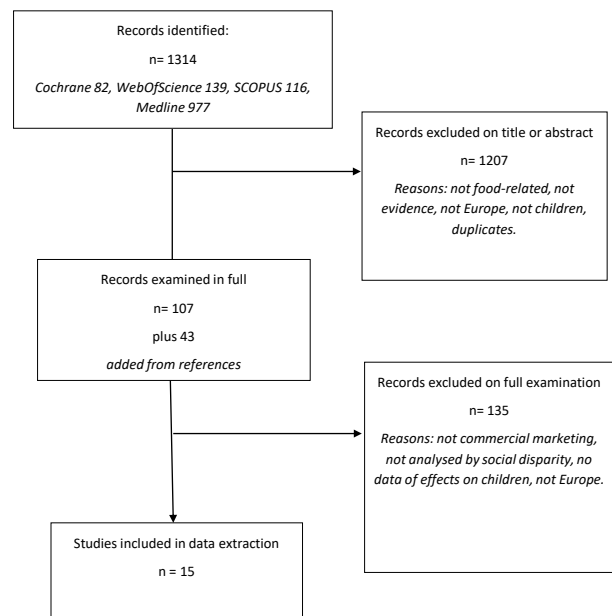 Records identified:
n= 1314
Cochrane 82, WebOfScience 139, SCOPUS 116,
Medline 977
Records excluded on title or abstract
n= 1207
Reasons: not food-related, not
evidence, not Europe, not children,
duplicates.
Records examined in full
n= 107
plus 43
added from references
Records excluded on full examination
n= 135
Reasons: not commercial marketing,
not analysed by social disparity, no
data of effects on children, not Europe.
Studies included in data extraction
n = 15